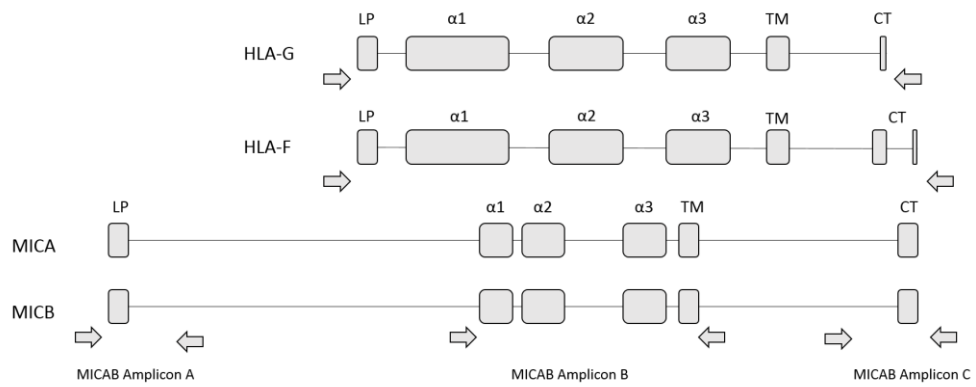 LP α1 α2 α3 TM CT
HLA-G
LP α1 α2 α3 TM CT
HLA-F
LP α1 α2 α3 TM CT
MICA
MICB
MICAB Amplicon A MICAB Amplicon B MICAB Amplicon C